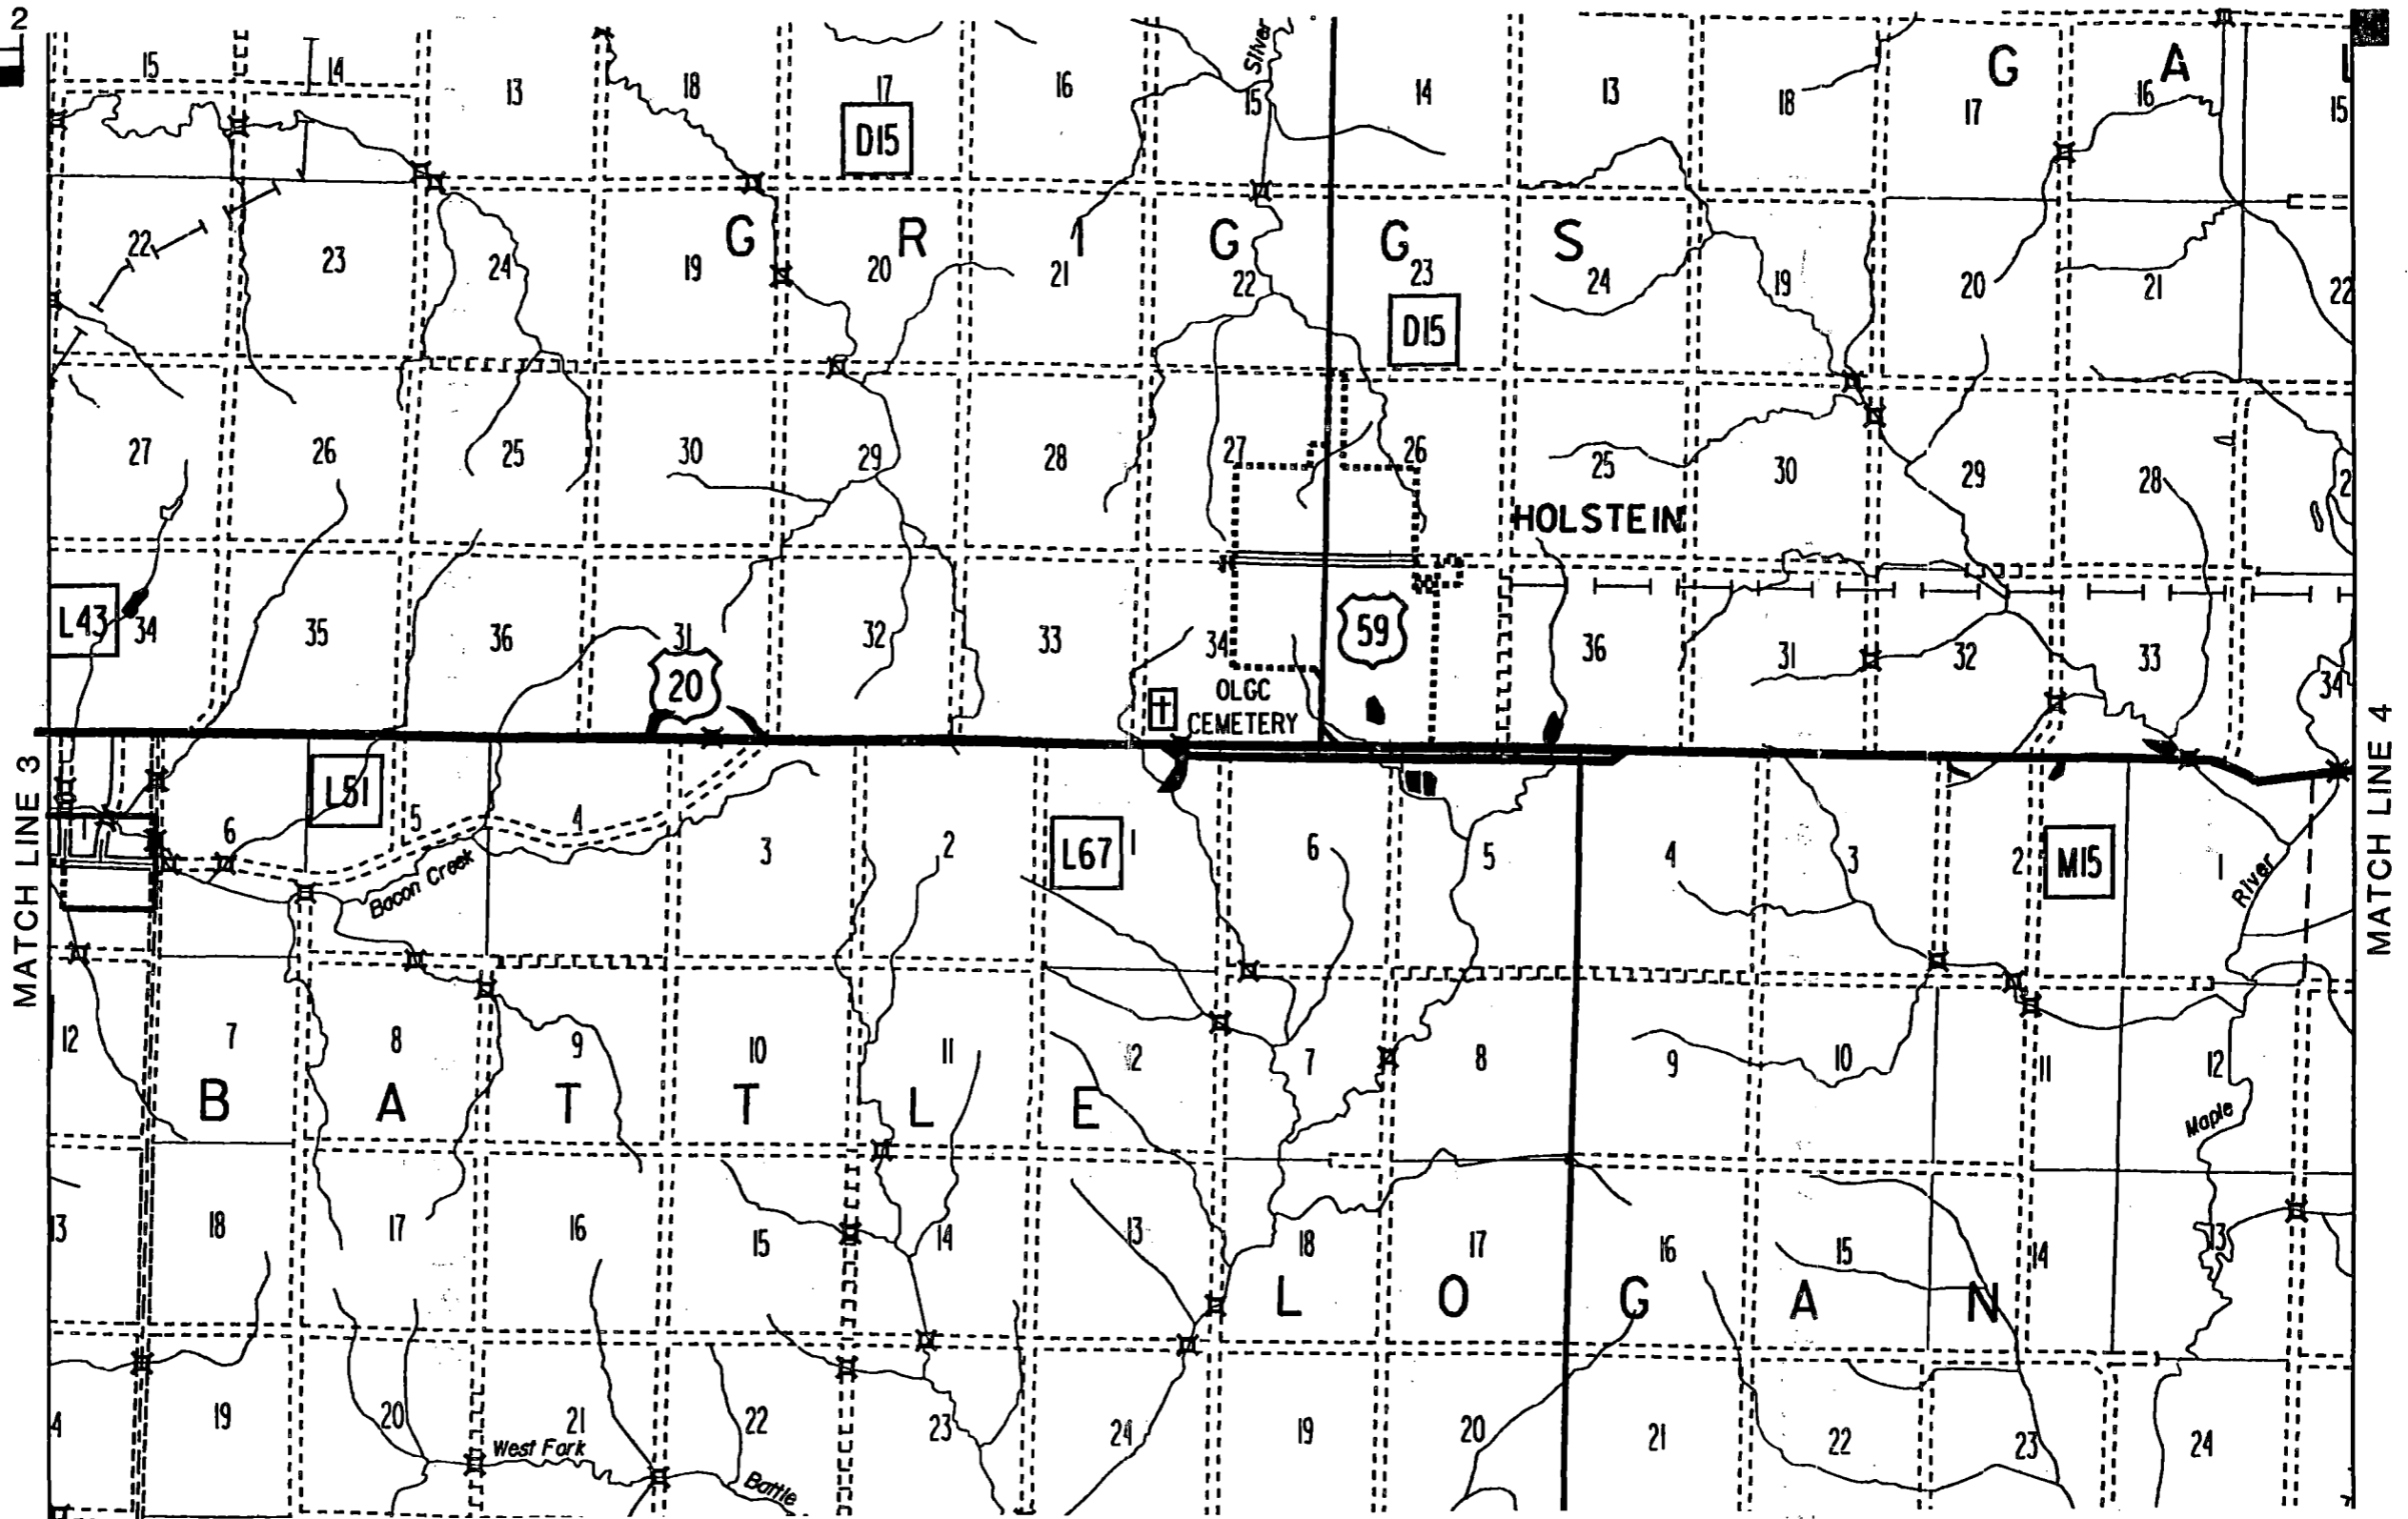 2
15 14 13 18 17 16 Silver 15 14 13 18 17 G A 16 15
D15
22 23 24 19 20 21 22 23 24 19 20 21 22
G R I G G S
D15
27 26 25 30 29 28 27 26 25 30 29 28 2
HOLSTEIN
L43 34 35 36 31 32 33 34 59 36 31 32 33 34
20
OLGC
CEMETERY
MATCH LINE 3
MATCH LINE 4
1 6 L51 5 4 3 2 L67 1 6 5 4 3 2 M15 1
Bacon Creek
River
12 7 8 9 10 11 12 7 8 9 10 11 12
B A T T L E
Maple
13 18 17 16 15 14 13 18 17 16 15 14 13
L O G A N
4 19 20 21 22 23 24 19 20 21 22 23 24
West Fork
Battle